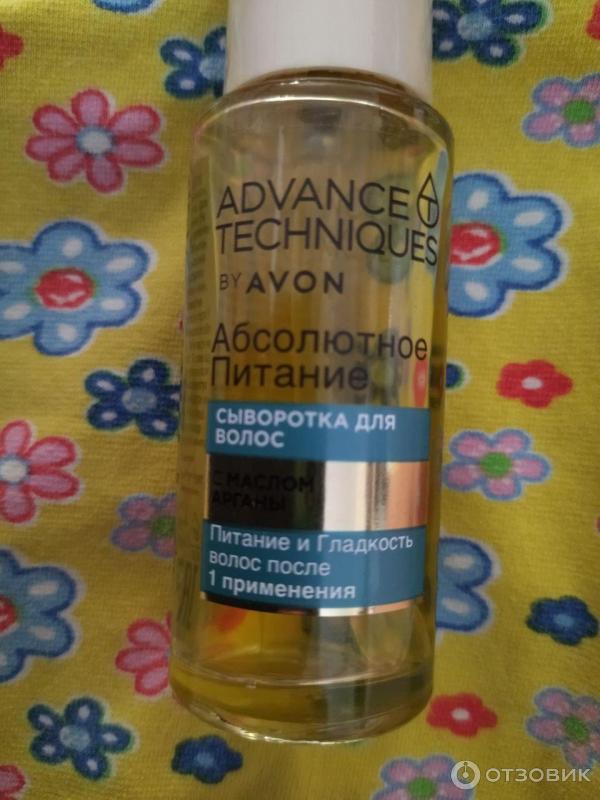 ADVANCE
TECHNIQUES
BY AVON
Абсолютное
Питание
СЫВОРОТКА ДЛЯ
ВОЛОС
С МАСЛОМ
АРГАНЫ
Питание и Гладкость
волос после
1 применения
ОТЗОВИК